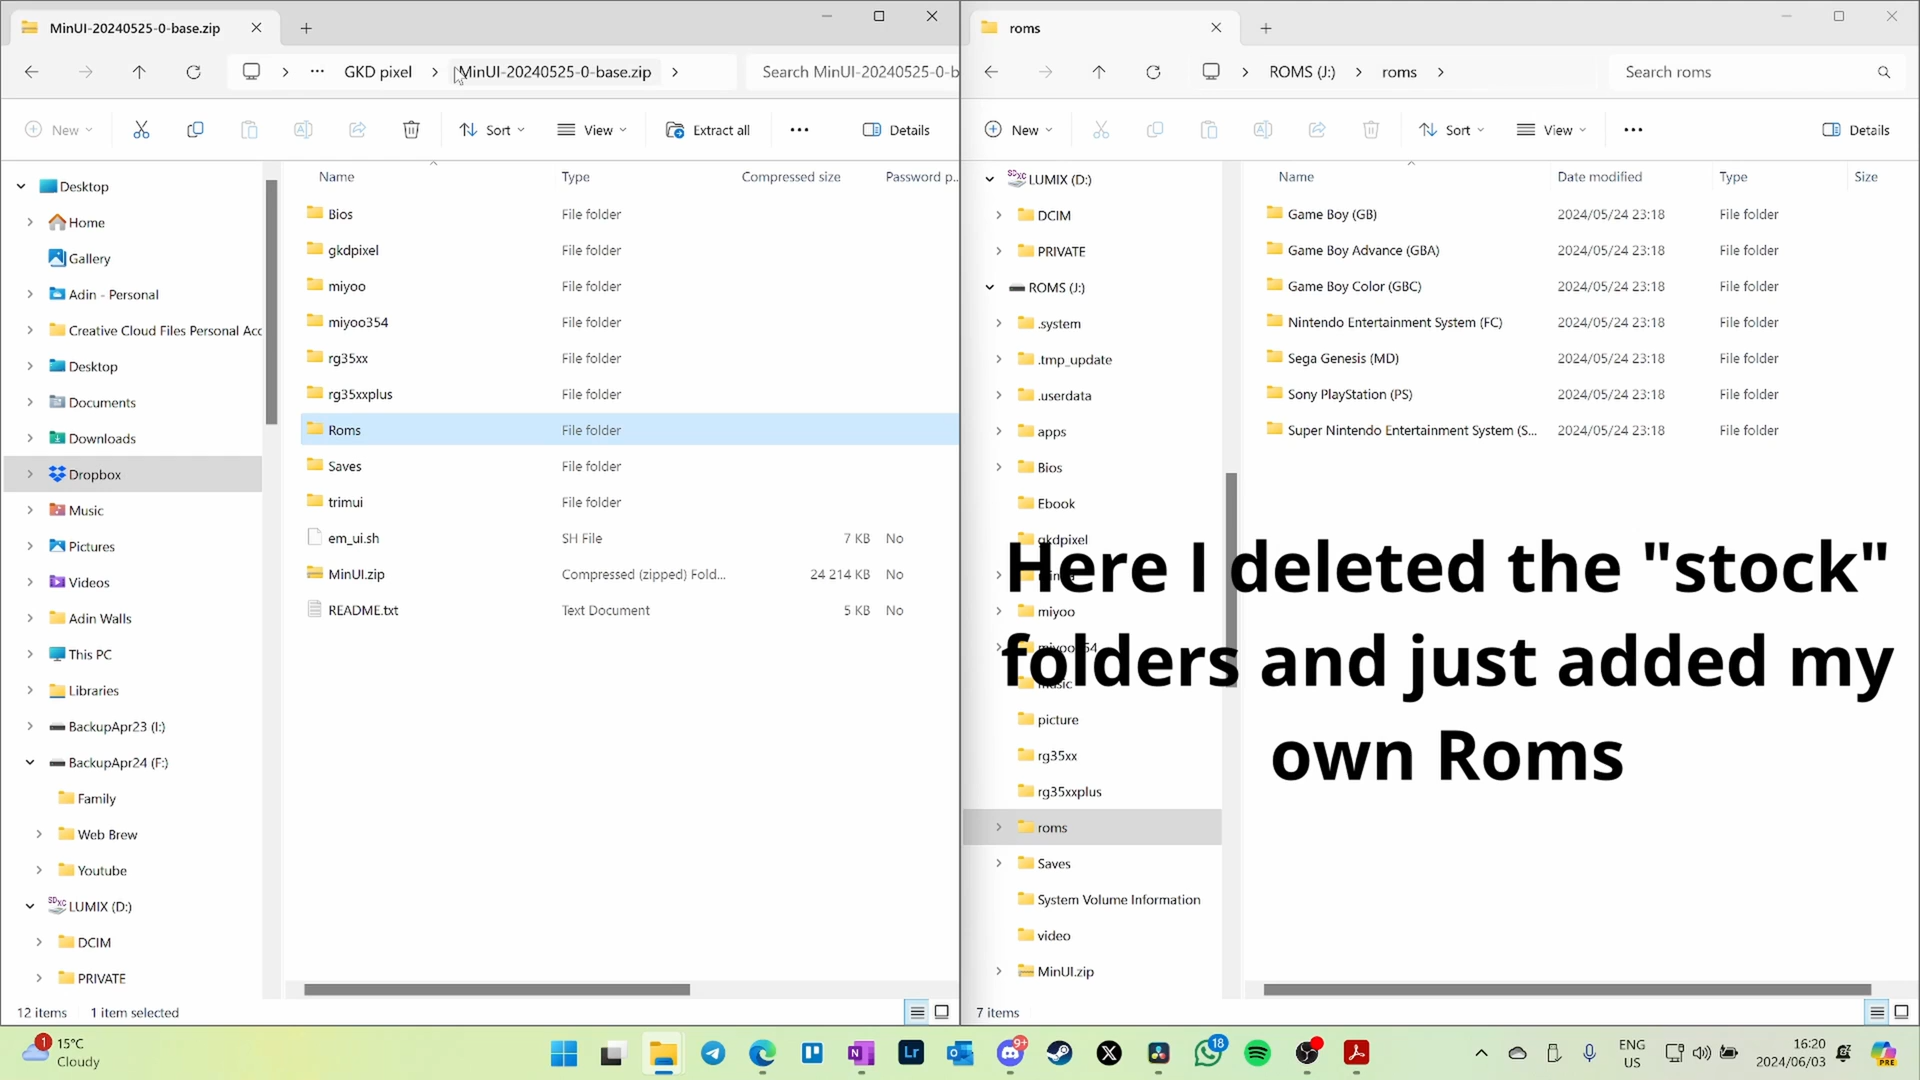 MinUI-20240525-0-base.zip
GKD pixel
MinUI-20240525-0-base.zip
Search MinUI-20240525-0-b
New
Sort
View
Extract all
Details
Desktop
Home
Gallery
Adin - Personal
Creative Cloud Files Personal Acc
Desktop
Documents
Downloads
Dropbox
Music
Pictures
Videos
Adin Walls
This PC
Libraries
BackupApr23 (I:)
BackupApr24 (F:)
Family
Web Brew
Youtube
LUMIX (D:)
DCIM
PRIVATE
Name Type Compressed size Password p...
Bios File folder
gkdpixel File folder
miyoo File folder
miyoo354 File folder
rg35xx File folder
rg35xxplus File folder
Roms File folder
Saves File folder
trimui File folder
em_ui.sh SH File 7 KB No
MinUI.zip Compressed (zipped) Fold... 24 214 KB No
README.txt Text Document 5 KB No
12 items 1 item selected
roms
ROMS (J:)
roms
Search roms
New
Sort
View
Details
LUMIX (D:)
DCIM
PRIVATE
ROMS (J:)
.system
.tmp_update
.userdata
apps
Bios
Ebook
gkdpixel
miyoo
miyoo354
music
picture
rg35xx
rg35xxplus
roms
Saves
System Volume Information
video
MinUI.zip
Name Date modified Type Size
Game Boy (GB) 2024/05/24 23:18 File folder
Game Boy Advance (GBA) 2024/05/24 23:18 File folder
Game Boy Color (GBC) 2024/05/24 23:18 File folder
Nintendo Entertainment System (FC) 2024/05/24 23:18 File folder
Sega Genesis (MD) 2024/05/24 23:18 File folder
Sony PlayStation (PS) 2024/05/24 23:18 File folder
Super Nintendo Entertainment System (S... 2024/05/24 23:18 File folder
Here I deleted the "stock"
folders and just added my
own Roms
7 items
1
15°C
Cloudy
Lr
9+
18
ENG
US
16:20
2024/06/03
PRE